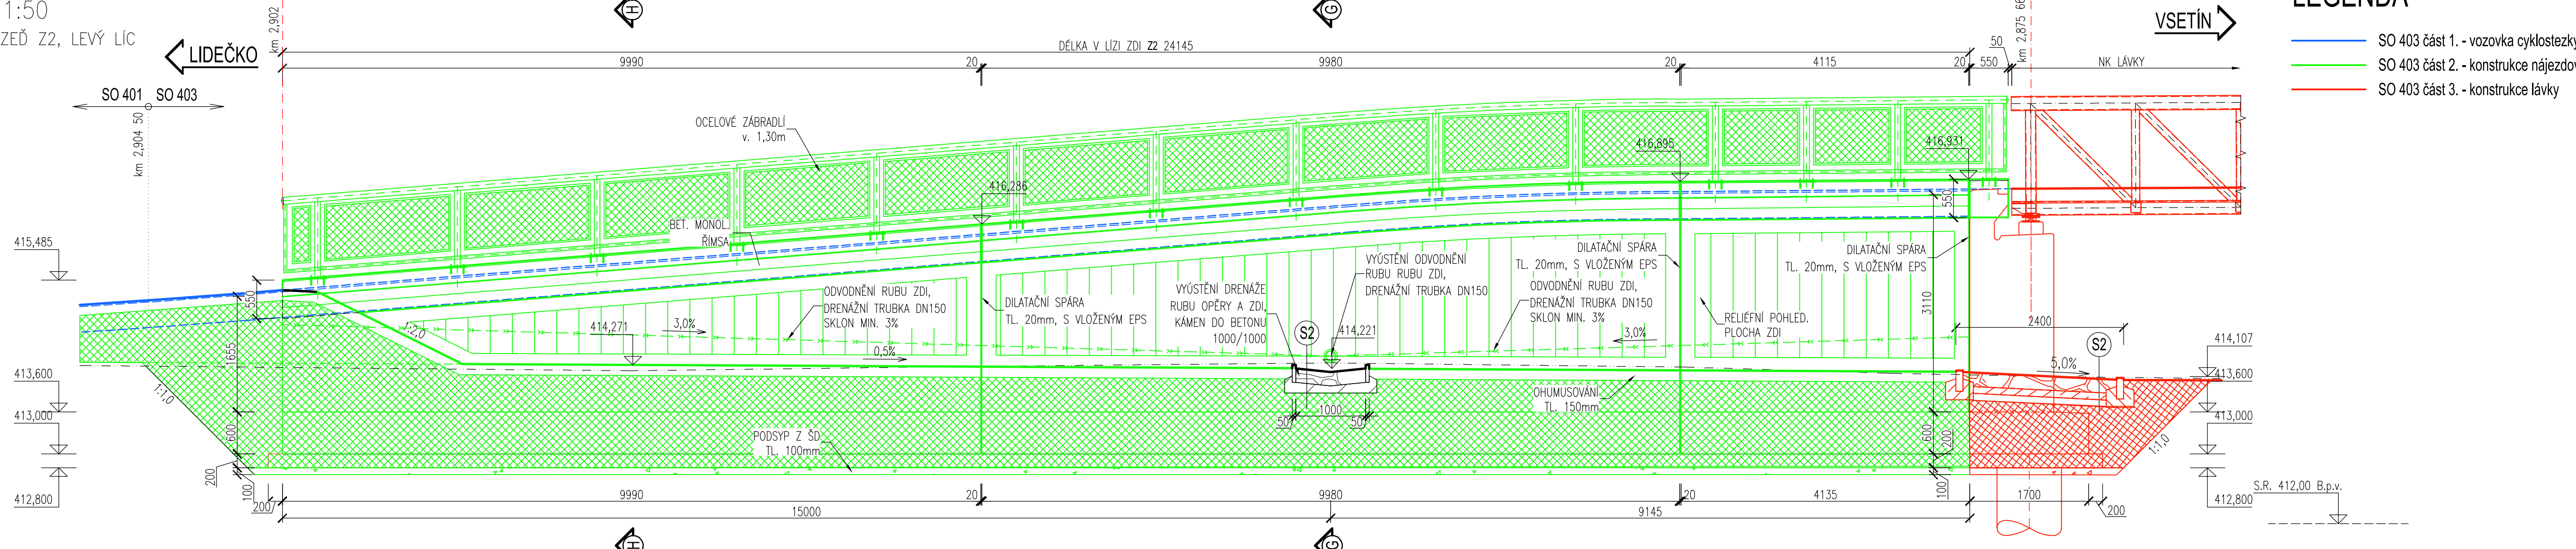 1:50
ZEĎ Z2, LEVÝ LÍC
LIDEČKO
VSETÍN
km 2,902
H
G
DÉLKA V LÍZI ZDI Z2 24145
9990
20
9980
20
4115
20
550
50
NK LÁVKY
SO 403 část 1. - vozovka cyklostezky
SO 403 část 2. - konstrukce
SO 403 část 3. - konstrukce lávky
SO 401
SO 403
km 2,904 50
OCELOVÉ ZÁBRADLÍ
v. 1,30m
416,286
416,895
416,931
BET. MONOL.
ŘÍMSA
415,485
413,600
413,000
412,800
550
1655
600
200
100
1:2,0
1:1,0
414,271
3,0%
0,5%
ODVODNĚNÍ RUBU ZDI,
DRENÁŽNÍ TRUBKA DN150
SKLON MIN. 3%
DILATAČNÍ SPÁRA
TL. 20mm, S VLOŽENÝM EPS
VYÚSTĚNÍ DRENÁŽE
RUBU OPĚRY A ZDI,
KÁMEN DO BETONU
1000/1000
S2
VYÚSTĚNÍ ODVODNĚNÍ
RUBU RUBU ZDI,
DRENÁŽNÍ TRUBKA DN150
414,221
DILATAČNÍ SPÁRA
TL. 20mm, S VLOŽENÝM EPS
ODVODNĚNÍ RUBU ZDI,
DRENÁŽNÍ TRUBKA DN150
SKLON MIN. 3%
3,0%
RELIÉFNÍ POHLED.
PLOCHA ZDI
DILATAČNÍ SPÁRA
TL. 20mm, S VLOŽENÝM EPS
550
3110
2400
S2
5,0%
414,107
413,600
413,000
412,800
1:1,0
OHUMUSOVÁNÍ
TL. 150mm
1000
50
50
PODSYP Z ŠD
TL. 100mm
600
200
100
200
9990
20
9980
20
4135
1700
200
15000
9145
S.R. 412,00 B.p.v.
H
G